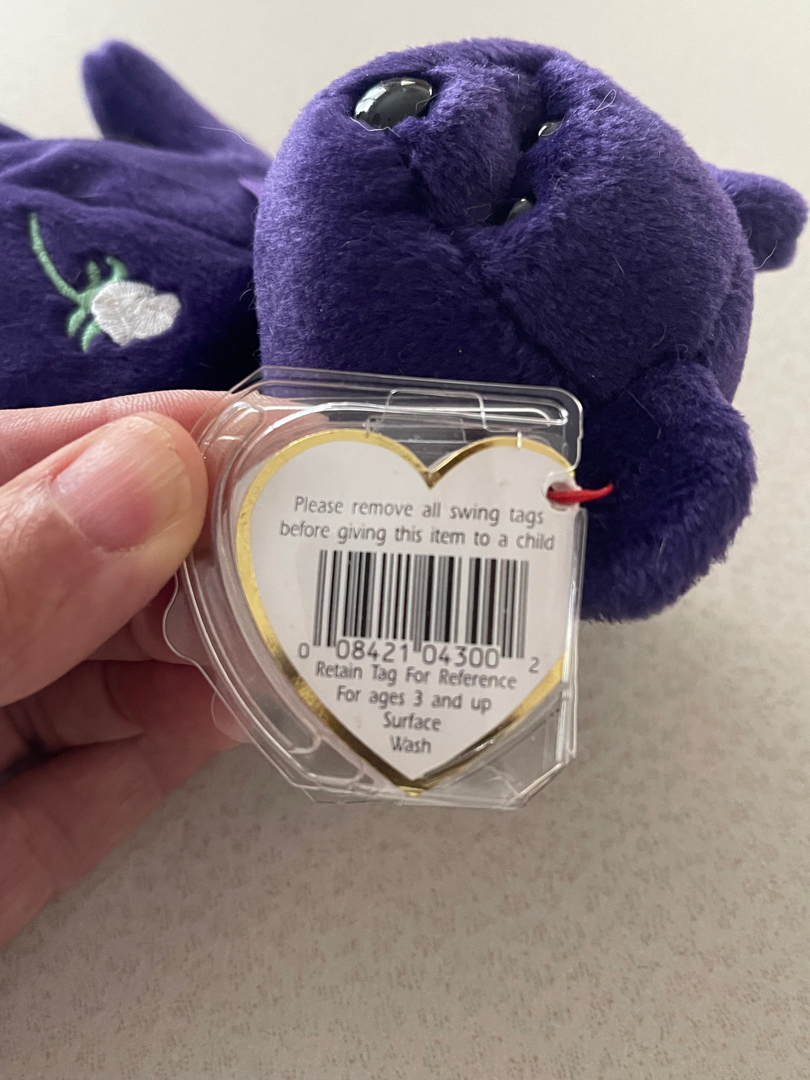 Please remove all swing tags
before giving this item to a child
0 08421 04300 2
Retain Tag For Reference
For ages 3 and up
Surface
Wash